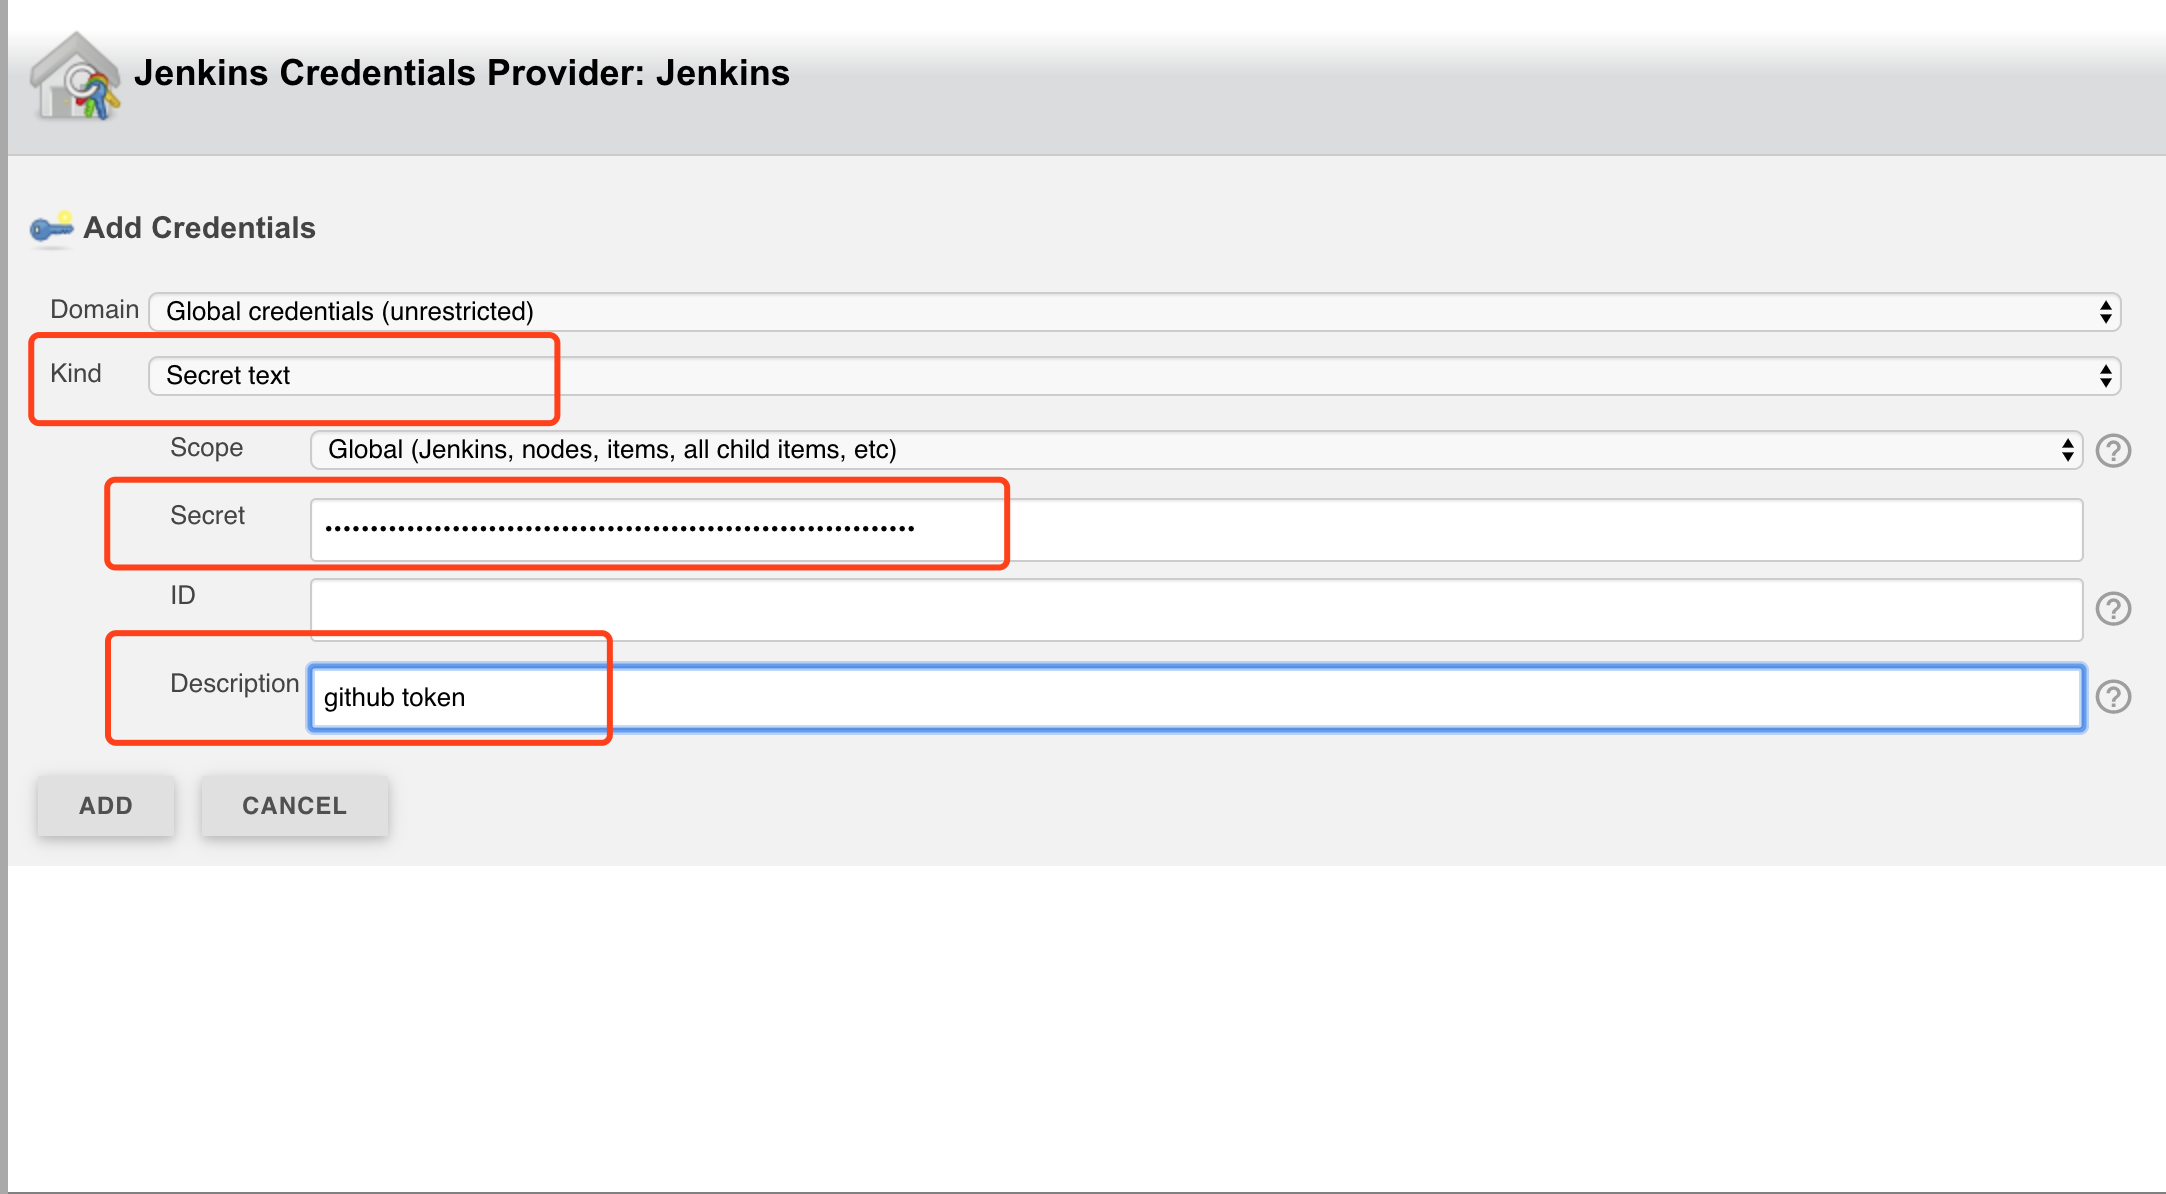 Jenkins Credentials Provider: Jenkins
Add Credentials
Domain Global credentials (unrestricted)
Kind Secret text
Scope Global (Jenkins, nodes, items, all child items, etc)
Secret
ID
Description github token
ADD CANCEL